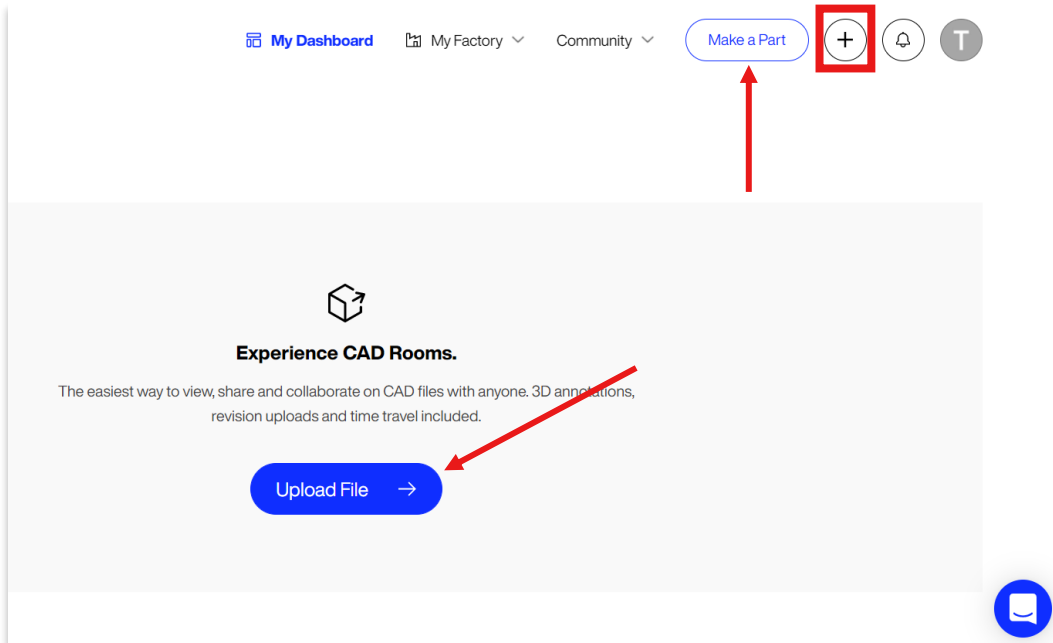 My Dashboard My Factory Community Make a Part T
Experience CAD Rooms.
The easiest way to view, share and collaborate on CAD files with anyone. 3D annotations,
revision uploads and time travel included.
Upload File